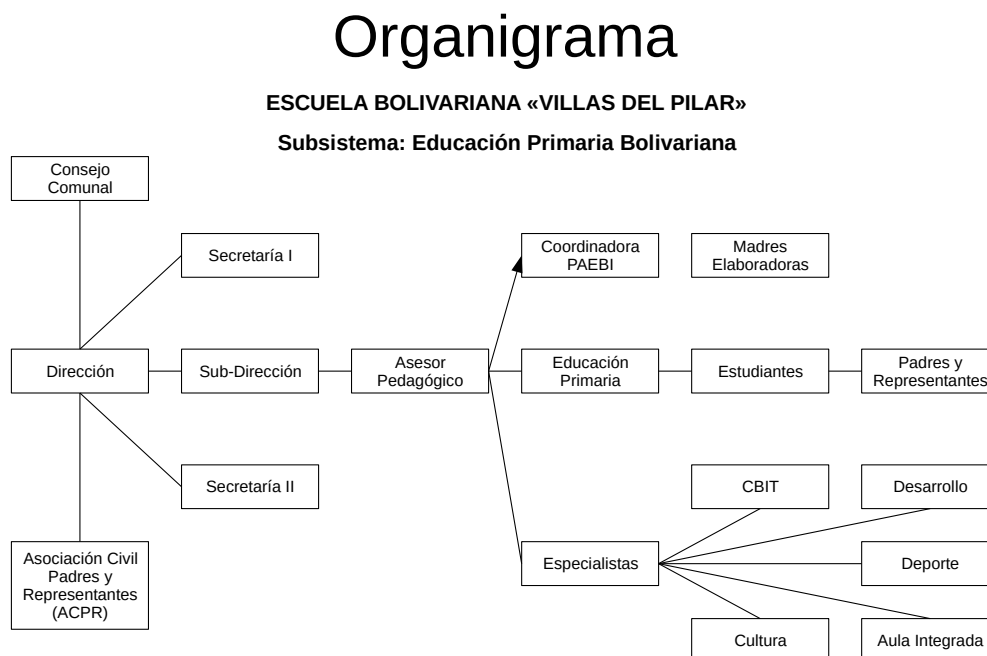 Organigrama
ESCUELA BOLIVARIANA «VILLAS DEL PILAR»
Subsistema: Educación Primaria Bolivariana
Consejo
Comunal
Secretaría I
Coordinadora
PAEBI
Madres
Elaboradoras
Dirección
Sub-Dirección
Asesor
Pedagógico
Educación
Primaria
Estudiantes
Padres y
Representantes
Secretaría II
CBIT
Desarrollo
Asociación Civil
Padres y
Representantes
(ACPR)
Especialistas
Deporte
Cultura
Aula Integrada